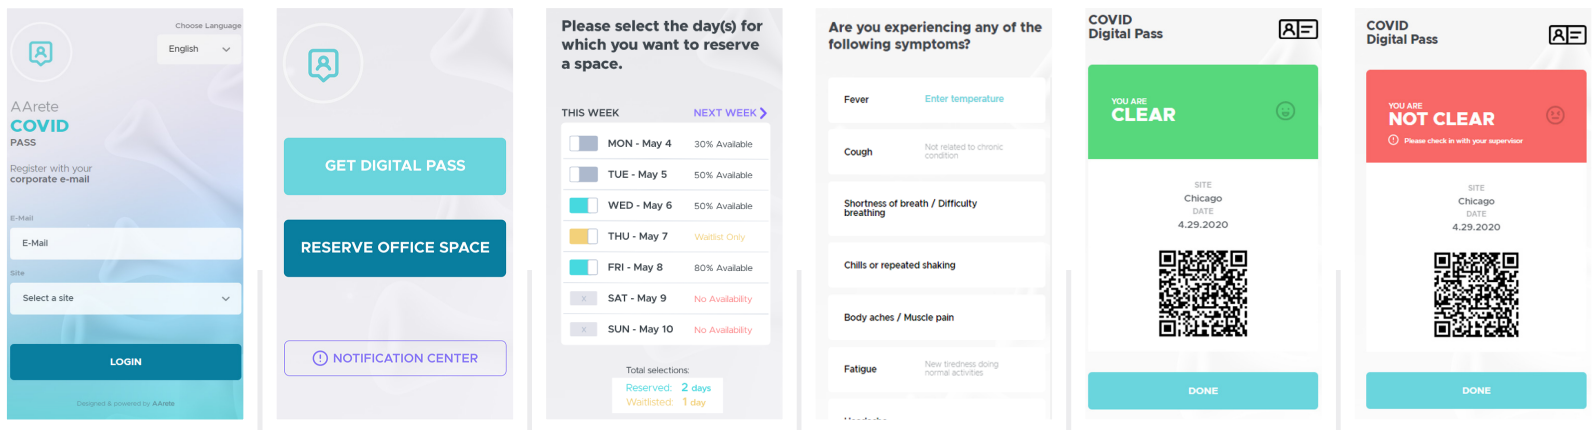 Choose Language
English
AArete
COVID
PASS
Register with your
corporate e-mail
E-Mail
E-Mail
Site
Select a site
LOGIN
Designed & powered by AArete
GET DIGITAL PASS
RESERVE OFFICE SPACE
NOTIFICATION CENTER
Please select the day(s) for
which you want to reserve
a space.
THIS WEEK NEXT WEEK
MON - May 4 30% Available
TUE - May 5 50% Available
WED - May 6 50% Available
THU - May 7 Waitlist Only
FRI - May 8 80% Available
X SAT - May 9 No Availability
X SUN - May 10 No Availability
Total selections:
Reserved: 2 days
Waitlisted: 1 day
Are you experiencing any of the
following symptoms?
Fever Enter temperature
Cough Not related to chronic
condition
Shortness of breath / Difficulty
breathing
Chills or repeated shaking
Body aches / Muscle pain
Fatigue New tiredness doing
normal activities
Headache
COVID
Digital Pass
YOU ARE
CLEAR
SITE
Chicago
DATE
4.29.2020
DONE
COVID
Digital Pass
YOU ARE
NOT CLEAR
Please check in with your supervisor
SITE
Chicago
DATE
4.29.2020
DONE